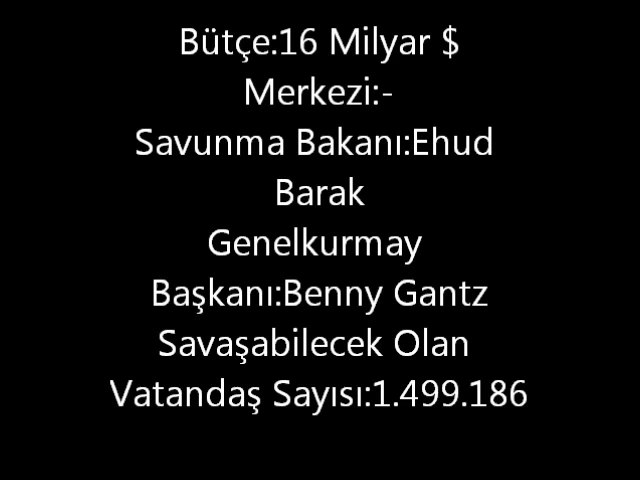 Bütçe:16 Milyar $
Merkezi:-
Savunma Bakanı:Ehud
Barak
Genelkurmay
Başkanı:Benny Gantz
Savaşabilecek Olan
Vatandaş Sayısı:1.499.186